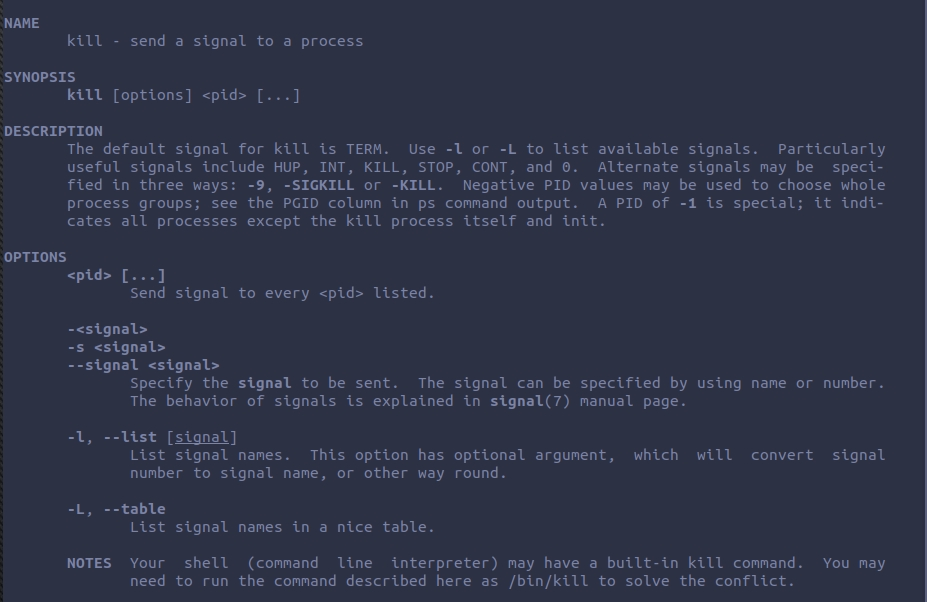 NAME
kill - send a signal to a process
SYNOPSIS
kill [options] <pid> [...]
DESCRIPTION
The default signal for kill is TERM.  Use -l or -L to list available signals.  Particularly
useful signals include HUP, INT, KILL, STOP, CONT, and 0.  Alternate signals may be  speci-
fied in three ways: -9, -SIGKILL or -KILL.  Negative PID values may be used to choose whole
process groups; see the PGID column in ps command output.  A PID of -1 is special; it indi-
cates all processes except the kill process itself and init.
OPTIONS
<pid> [...]
Send signal to every <pid> listed.
-<signal>
-s <signal>
--signal <signal>
Specify the signal to be sent.  The signal can be specified by using name or number.
The behavior of signals is explained in signal(7) manual page.
-l, --list [signal]
List signal names.  This option has optional argument,  which  will  convert  signal
number to signal name, or other way round.
-L, --table
List signal names in a nice table.
NOTES  Your  shell  (command  line  interpreter) may have a built-in kill command.  You may
need to run the command described here as /bin/kill to solve the conflict.